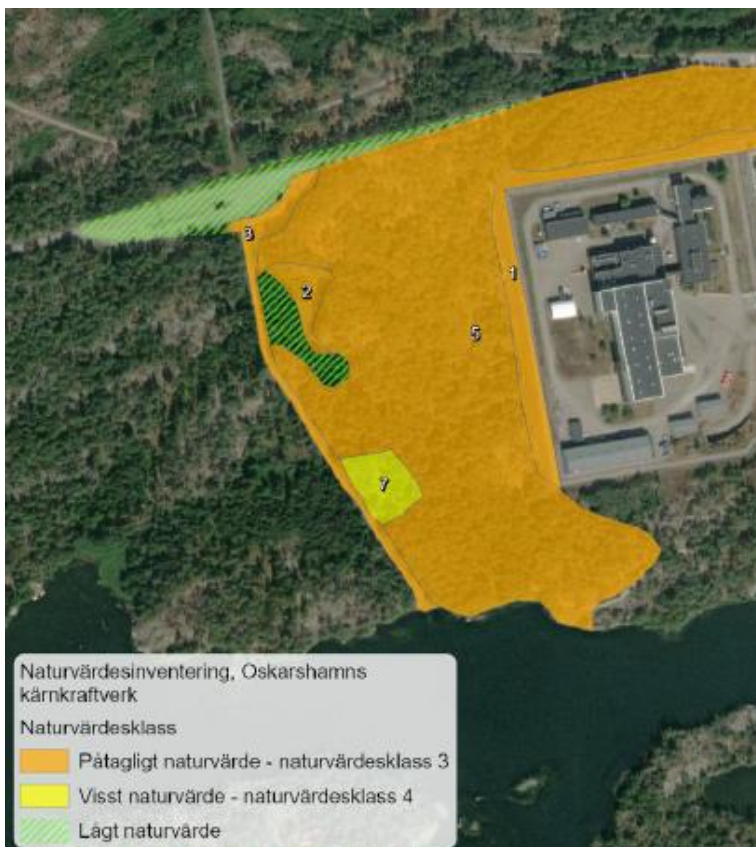 3
2
1
5
7
Naturvärdesinventering, Oskarshamns
kärnkraftverk
Naturvärdesklass
Påtagligt naturvärde - naturvärdesklass 3
Visst naturvärde - naturvärdesklass 4
Lågt naturvärde